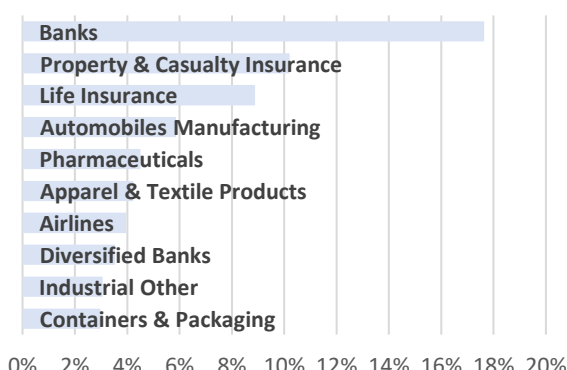 Banks
Property & Casualty Insurance
Life Insurance
Automobiles Manufacturing
Pharmaceuticals
Apparel & Textile Products
Airlines
Diversified Banks
Industrial Other
Containers & Packaging
0% 2% 4% 6% 8% 10% 12% 14% 16% 18% 20%